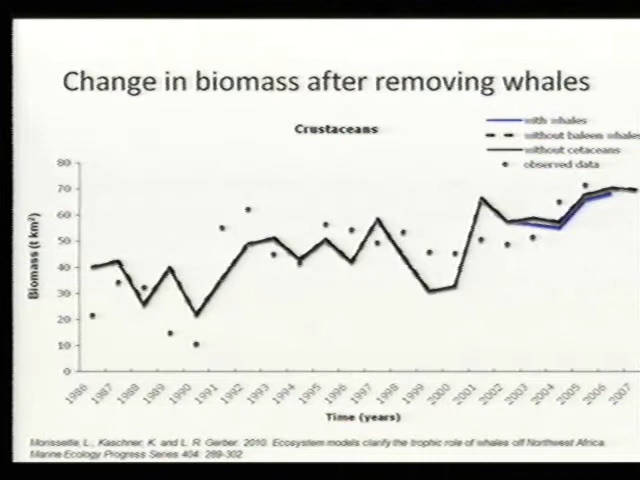 Change in biomass after removing whales
Crustaceans
with whales
without baleen whales
without cetaceans
observed data
80
70
60
50
40
30
20
10
0
Biomass (t km²)
1986 1987 1988 1989 1990 1991 1992 1993 1994 1995 1996 1997 1998 1999 2000 2001 2002 2003 2004 2005 2006 2007
Time (years)
Morissette, L., Kaschner, K. and L. R. Gerber. 2010. Ecosystem models clarify the trophic role of whales off Northwest Africa.
Marine Ecology Progress Series 404: 289-302.